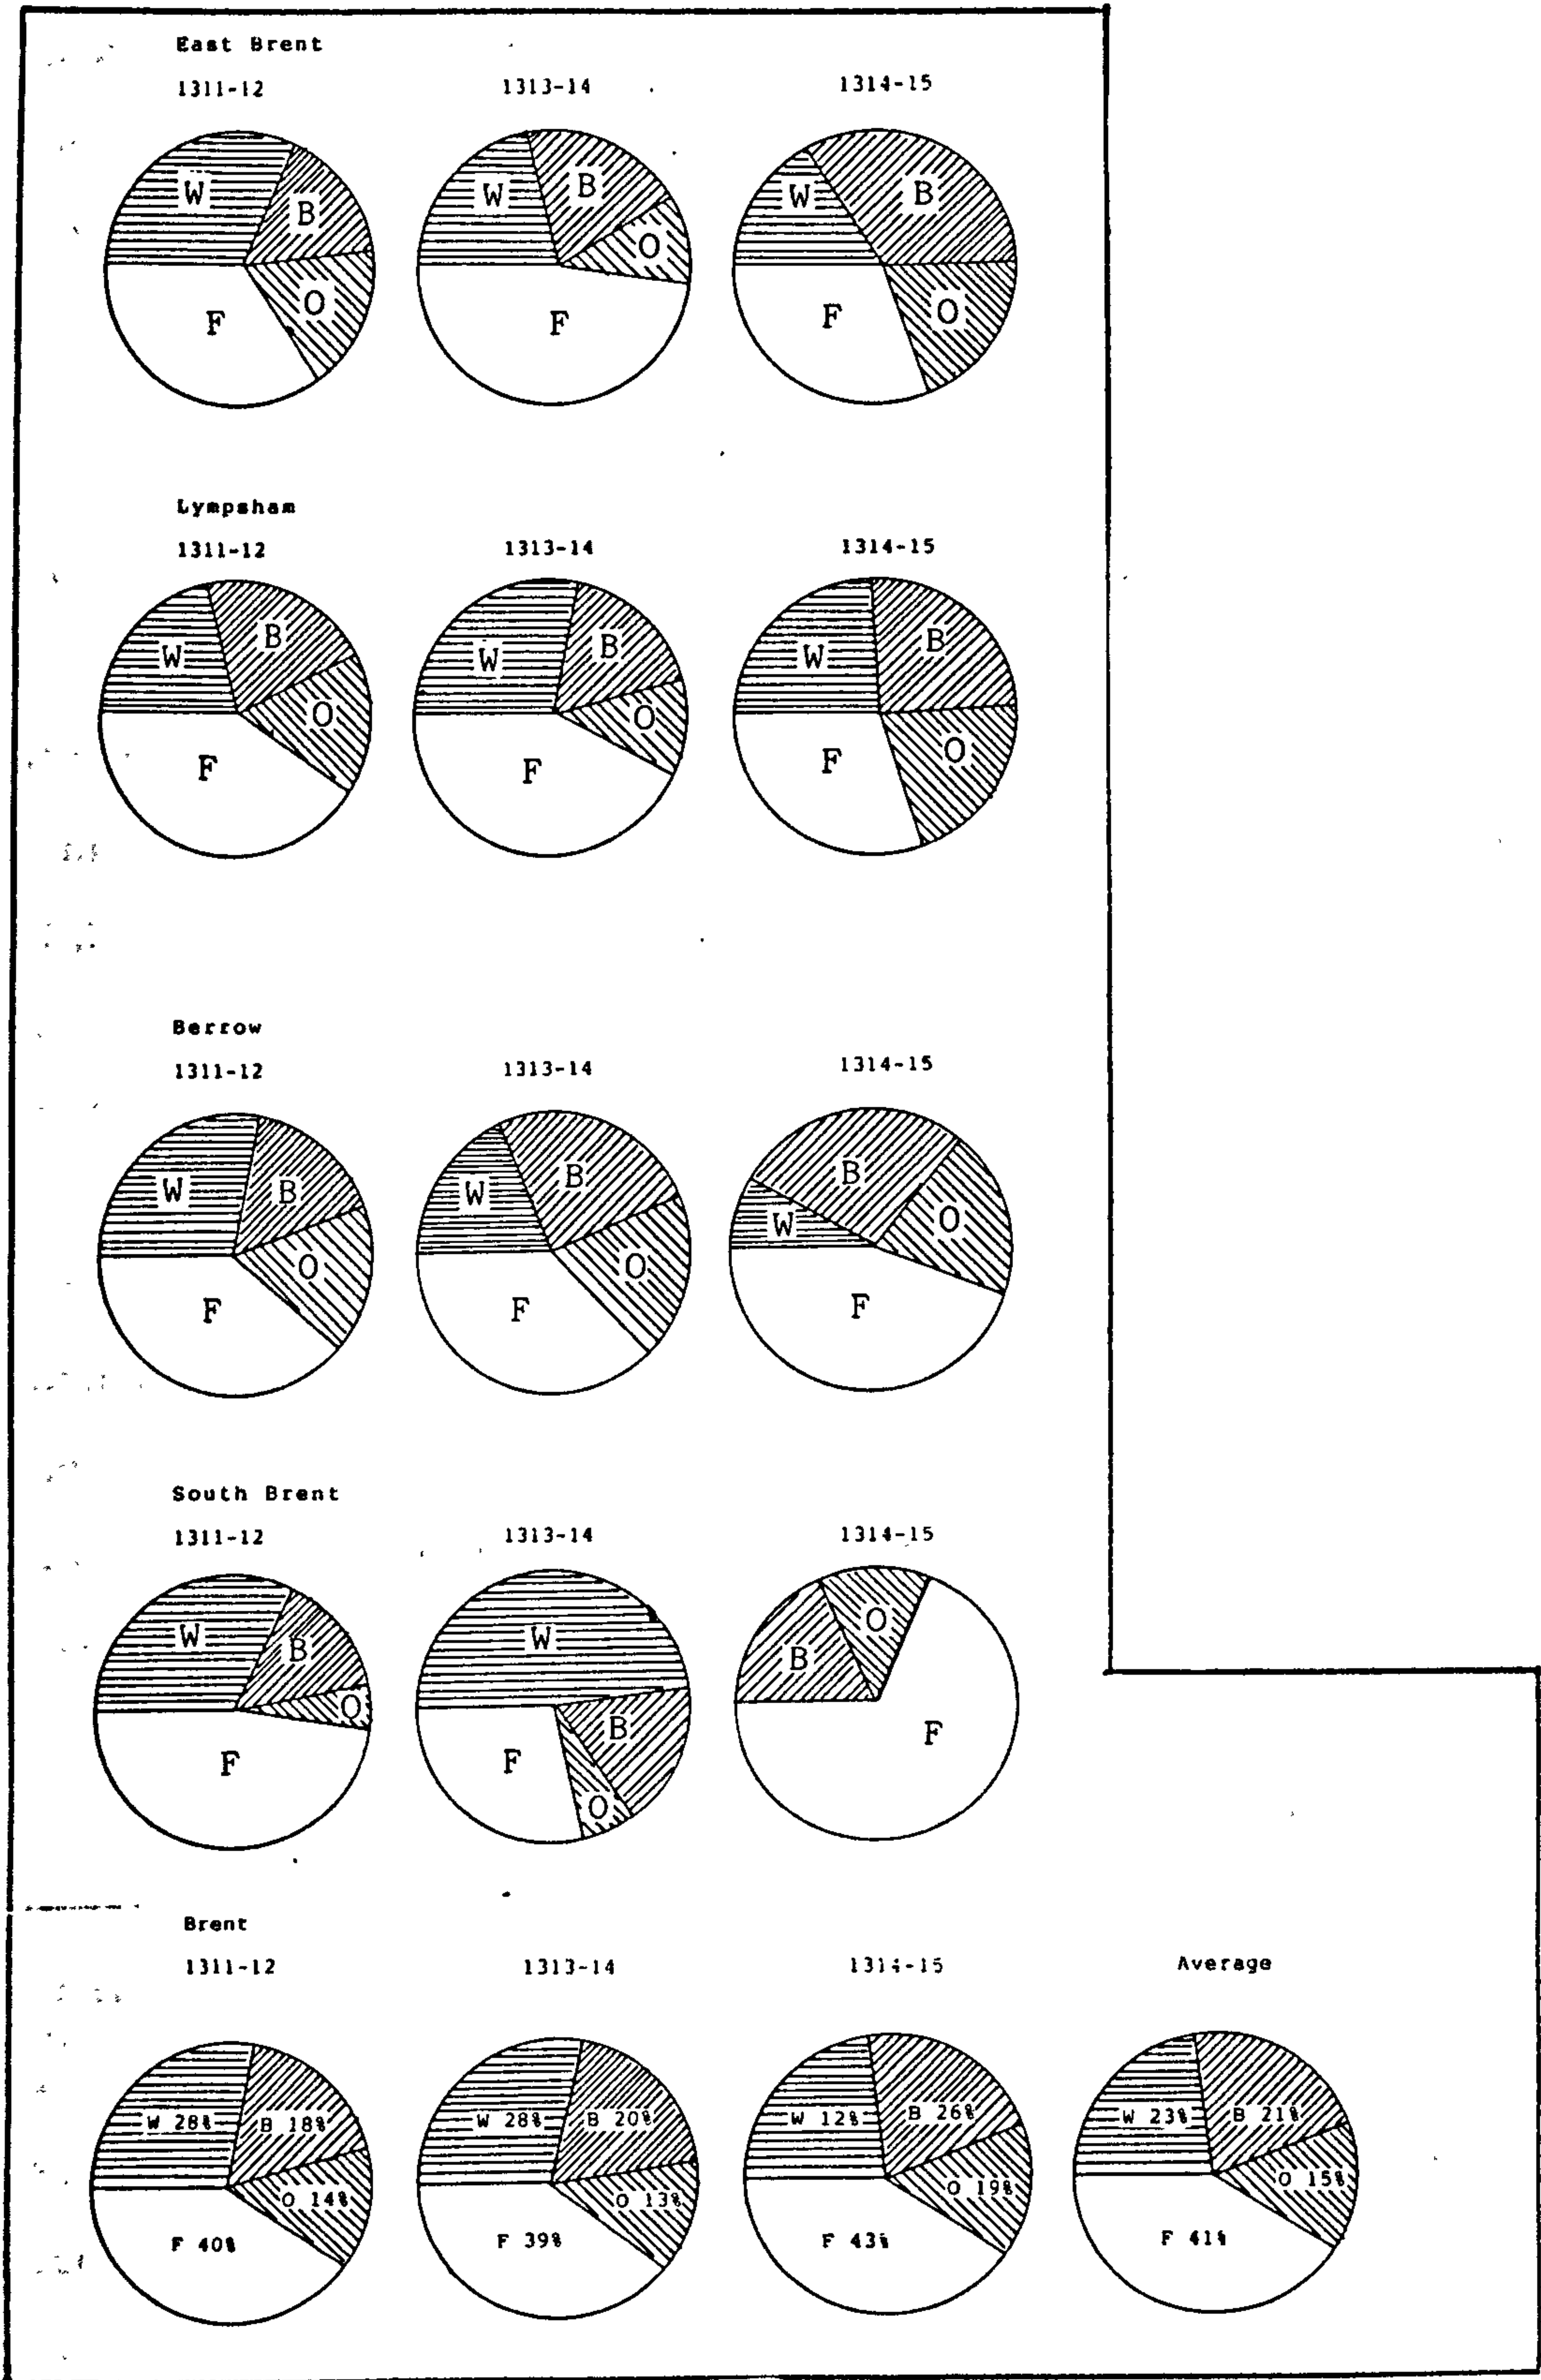 East Brent
1311-12 1313-14 1314-15
W B O F
W B O F
W B O F
Lympsham
1311-12 1313-14 1314-15
W B O F
W B O F
W B O F
Berrow
1311-12 1313-14 1314-15
W B O F
W B O F
W B O F
South Brent
1311-12 1313-14 1314-15
W B O F
W B O F
B O F
Brent
1311-12 1313-14 1314-15 Average
W 28% B 18% O 14% F 40%
W 28% B 20% O 13% F 39%
W 12% B 26% O 19% F 43%
W 23% B 21% O 15% F 41%